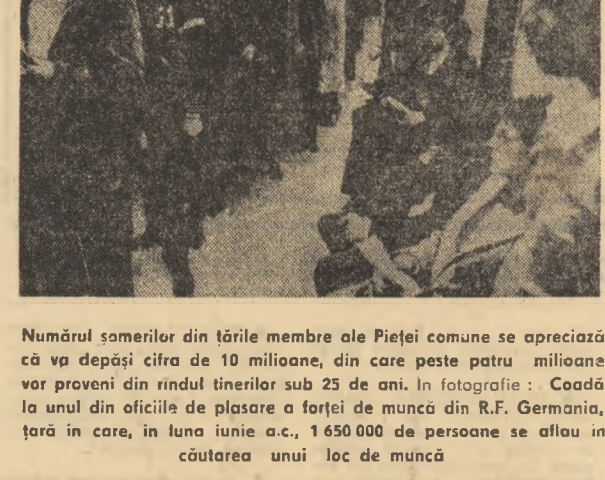 Numărul șomerilor din țările membre ale Pieței comune se apreciază
că va depăși cifra de 10 milioane, din care peste patru milioane
vor proveni din rîndul tinerilor sub 25 de ani. În fotografie : Coadă
la unul din oficiile de plasare a forței de muncă din R.F. Germania,
țară în care, în luna iunie a.c., 1 650 000 de persoane se aflau în
căutarea unui loc de muncă